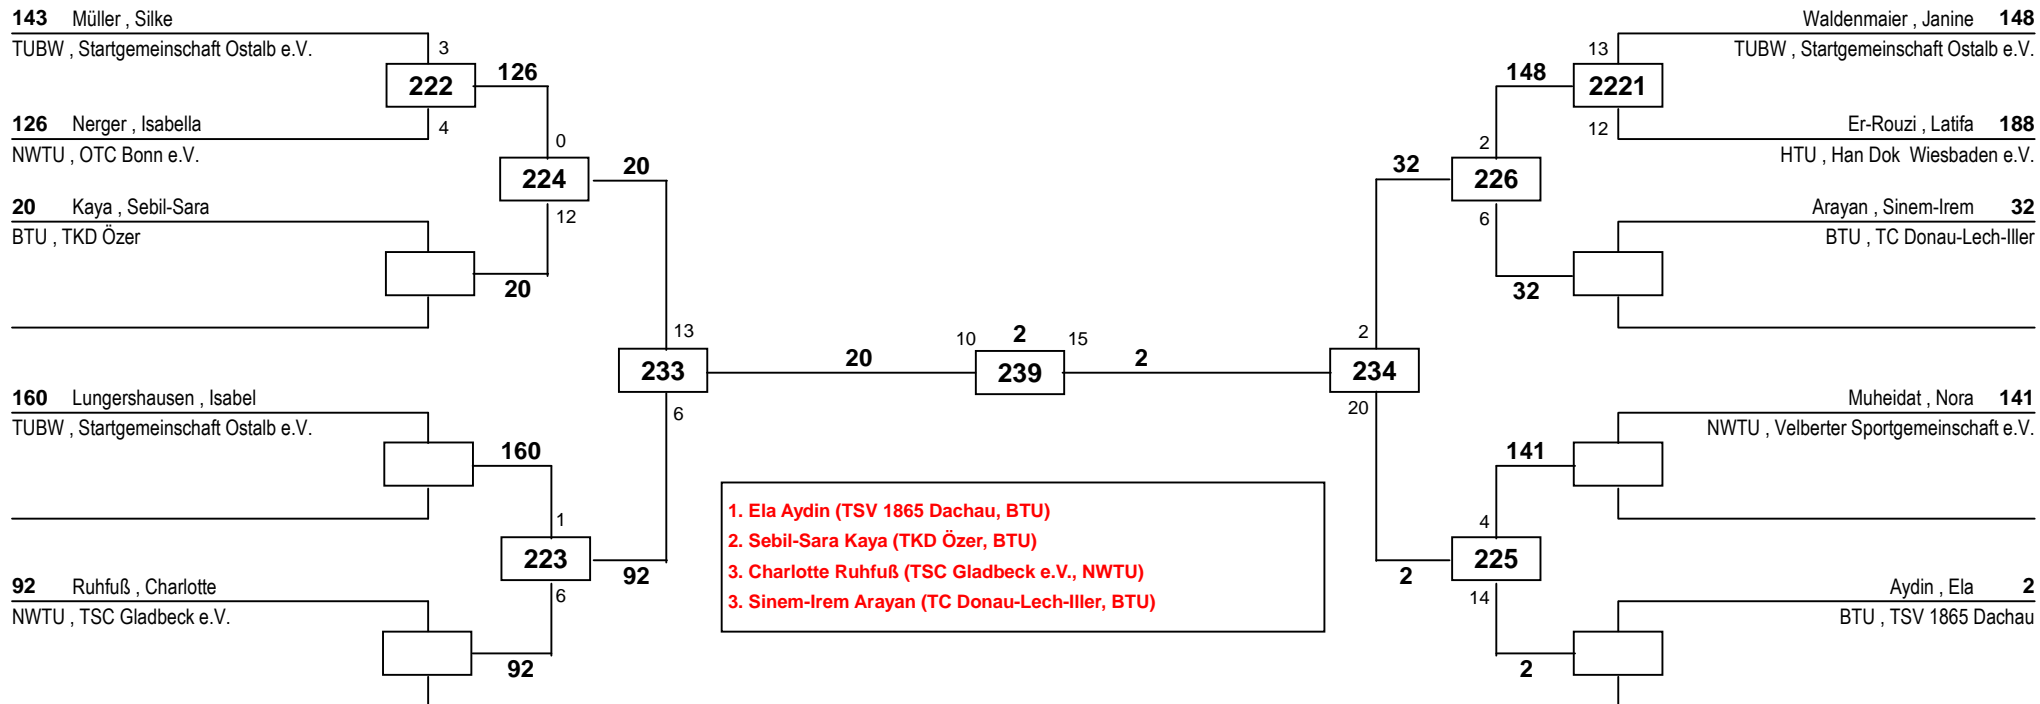 143 Müller , Silke
TUBW , Startgemeinschaft Ostalb e.V.
3
222
126
4
126 Nerger , Isabella
NWTU , OTC Bonn e.V.
0
224
20
12
20 Kaya , Sebil-Sara
BTU , TKD Özer
20
13
233
20
6
160 Lungershausen , Isabel
TUBW , Startgemeinschaft Ostalb e.V.
160
1
223
92
6
92 Ruhfuß , Charlotte
NWTU , TSC Gladbeck e.V.
92
10 2 15
239
2
1. Ela Aydin (TSV 1865 Dachau, BTU)
2. Sebil-Sara Kaya (TKD Özer, BTU)
3. Charlotte Ruhfuß (TSC Gladbeck e.V., NWTU)
3. Sinem-Irem Arayan (TC Donau-Lech-Iller, BTU)
Waldenmaier , Janine 148
TUBW , Startgemeinschaft Ostalb e.V.
13
148
2221
12
Er-Rouzi , Latifa 188
HTU , Han Dok Wiesbaden e.V.
2
32
226
6
Arayan , Sinem-Irem 32
BTU , TC Donau-Lech-Iller
32
2
234
20
Muheidat , Nora 141
NWTU , Velberter Sportgemeinschaft e.V.
141
4
225
2
14
Aydin , Ela 2
BTU , TSV 1865 Dachau
2